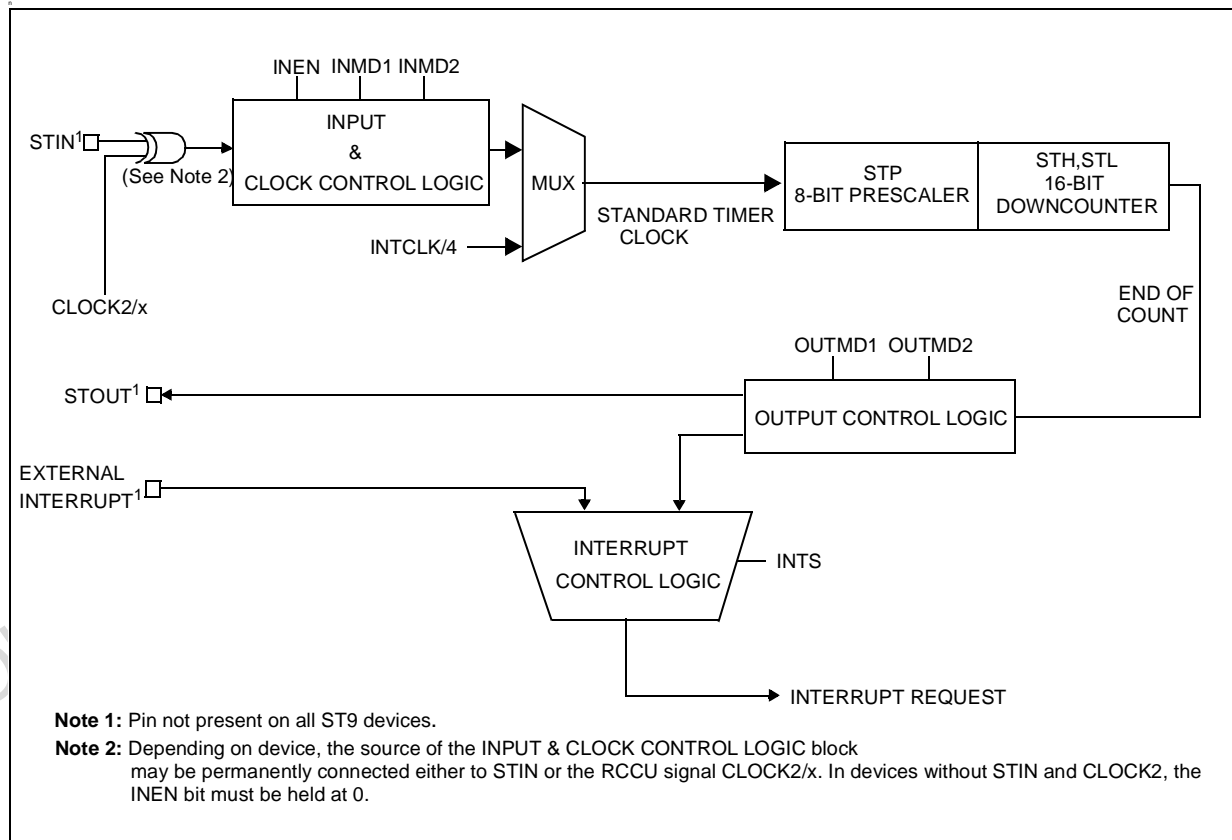 INEN INMD1 INMD2
STIN1
(See Note 2)
INPUT
&
CLOCK CONTROL LOGIC
MUX
INTCLK/4
CLOCK2/x
STANDARD TIMER
CLOCK
STP
8-BIT PRESCALER
STH,STL
16-BIT
DOWNCOUNTER
END OF
COUNT
OUTMD1 OUTMD2
STOUT1
OUTPUT CONTROL LOGIC
EXTERNAL
INTERRUPT1
INTERRUPT
CONTROL LOGIC
INTS
INTERRUPT REQUEST
Note 1: Pin not present on all ST9 devices.
Note 2: Depending on device, the source of the INPUT & CLOCK CONTROL LOGIC block
may be permanently connected either to STIN or the RCCU signal CLOCK2/x. In devices without STIN and CLOCK2, the
INEN bit must be held at 0.